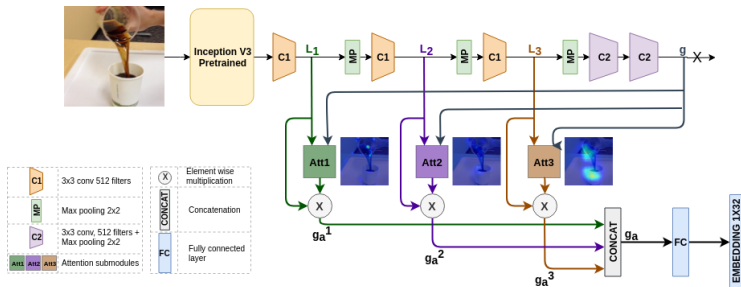 Inception V3
Pretrained
C1
L1
MP
C1
L2
MP
C1
L3
MP
C2
C2
g
X
Att1
Att2
Att3
X
X
X
ga1
ga2
ga3
CONCAT
ga
FC
EMBEDDING 1X32
C1
3x3 conv 512 filters
MP
Max pooling 2x2
C2
3x3 conv, 512 filters +
Max pooling 2x2
Att1 Att2 Att3
Attention submodules
X
Element wise
multiplication
CONCAT
Concatenation
FC
Fully connected
layer